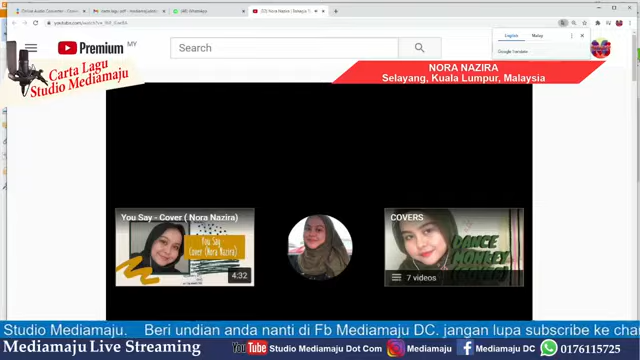 WhatsApp
Premium MY
Search
English Malay
Google Translate
Carta Lagu
Studio Mediamaju
NORA NAZIRA
Selayang, Kuala Lumpur, Malaysia
You Say - Cover ( Nora Nazira)
You Say
Cover (Nora Nazira)
4:32
COVERS
DANCE
MONKEY
7 videos
Studio Mediamaju. Beri undian anda nanti di Fb Mediamaju DC. jangan lupa subscribe ke cha
Mediamaju Live Streaming YouTube Studio Mediamaju Dot Com Mediamaju Mediamaju DC 0176115725